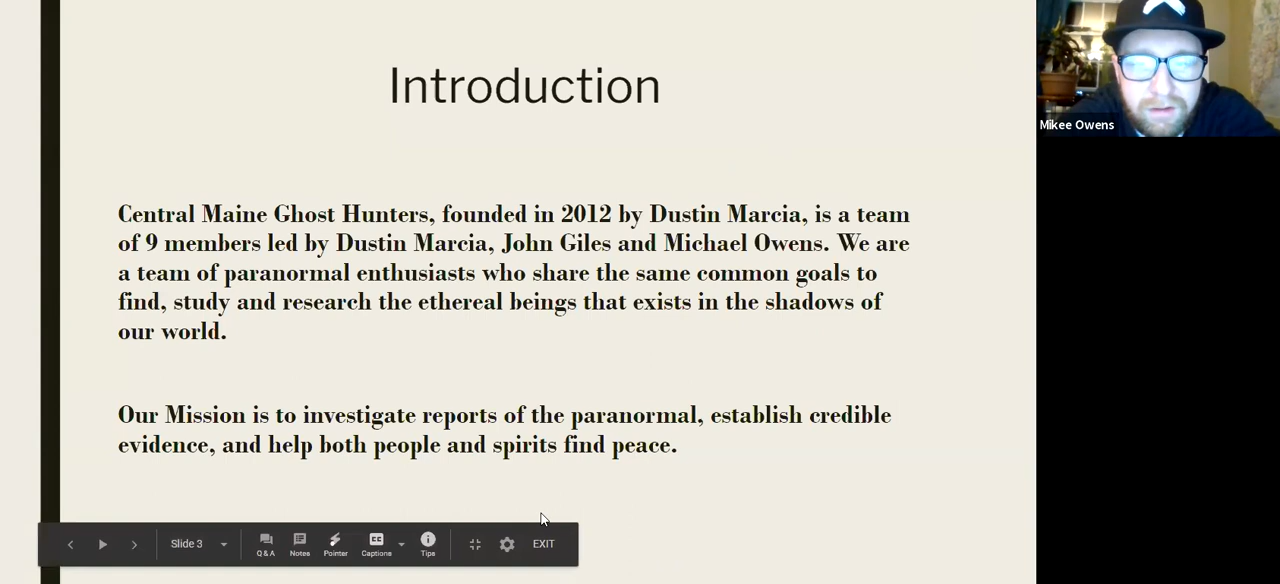 Introduction
Mikee Owens
Central Maine Ghost Hunters, founded in 2012 by Dustin Marcia, is a team
of 9 members led by Dustin Marcia, John Giles and Michael Owens. We are
a team of paranormal enthusiasts who share the same common goals to
find, study and research the ethereal beings that exists in the shadows of
our world.
Our Mission is to investigate reports of the paranormal, establish credible
evidence, and help both people and spirits find peace.
Slide 3
Q & A
Notes
Pointer
Captions
Tips
EXIT